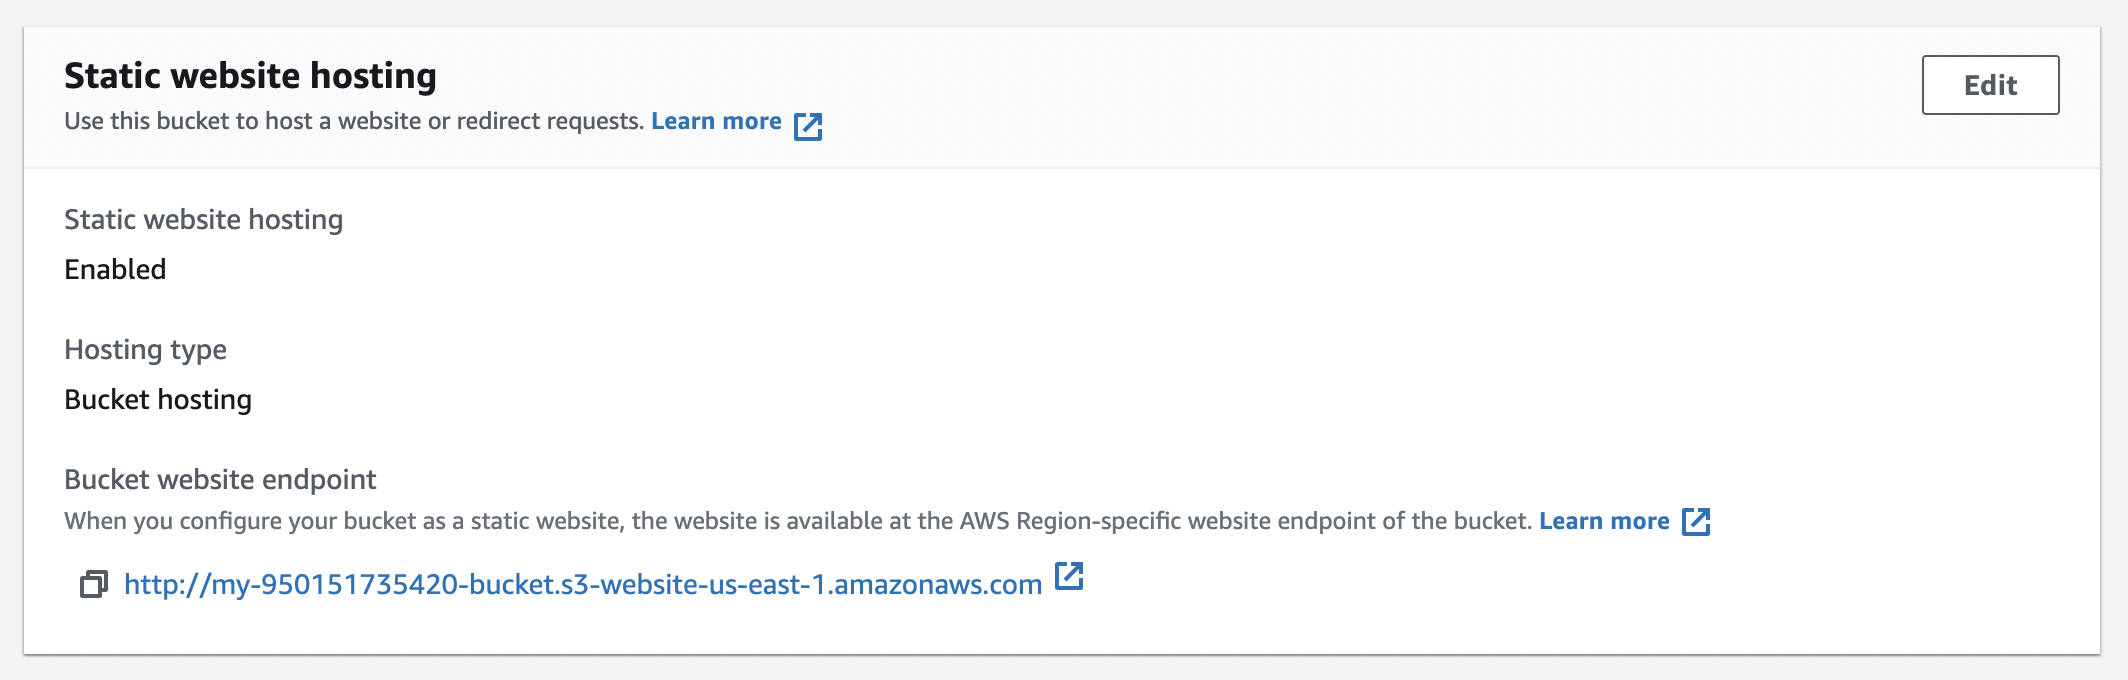 Static website hosting
Edit
Use this bucket to host a website or redirect requests. Learn more
Static website hosting
Enabled
Hosting type
Bucket hosting
Bucket website endpoint
When you configure your bucket as a static website, the website is available at the AWS Region-specific website endpoint of the bucket. Learn more
http://my-950151735420-bucket.s3-website-us-east-1.amazonaws.com